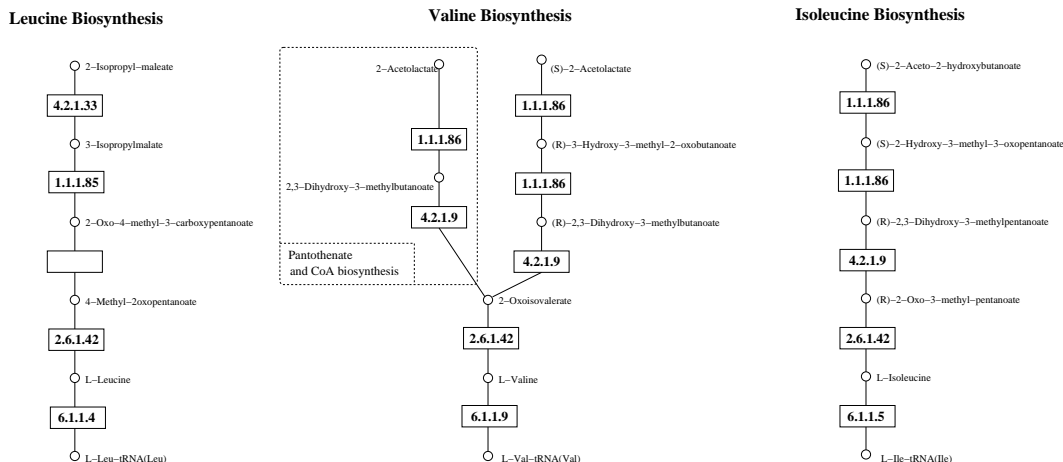 Leucine Biosynthesis
2−Isopropyl−maleate
4.2.1.33
3−Isopropylmalate
1.1.1.85
2−Oxo−4−methyl−3−carboxypentanoate
4−Methyl−2oxopentanoate
2.6.1.42
L−Leucine
6.1.1.4
L−Leu−tRNA(Leu)
Valine Biosynthesis
2−Acetolactate
1.1.1.86
2,3−Dihydroxy−3−methylbutanoate
4.2.1.9
Pantothenate
and CoA biosynthesis
(S)−2−Acetolactate
1.1.1.86
(R)−3−Hydroxy−3−methyl−2−oxobutanoate
1.1.1.86
(R)−2,3−Dihydroxy−3−methylbutanoate
4.2.1.9
2−Oxoisovalerate
2.6.1.42
L−Valine
6.1.1.9
L−Val−tRNA(Val)
Isoleucine Biosynthesis
(S)−2−Aceto−2−hydroxybutanoate
1.1.1.86
(S)−2−Hydroxy−3−methyl−3−oxopentanoate
1.1.1.86
(R)−2,3−Dihydroxy−3−methylpentanoate
4.2.1.9
(R)−2−Oxo−3−methyl−pentanoate
2.6.1.42
L−Isoleucine
6.1.1.5
L−Ile−tRNA(Ile)